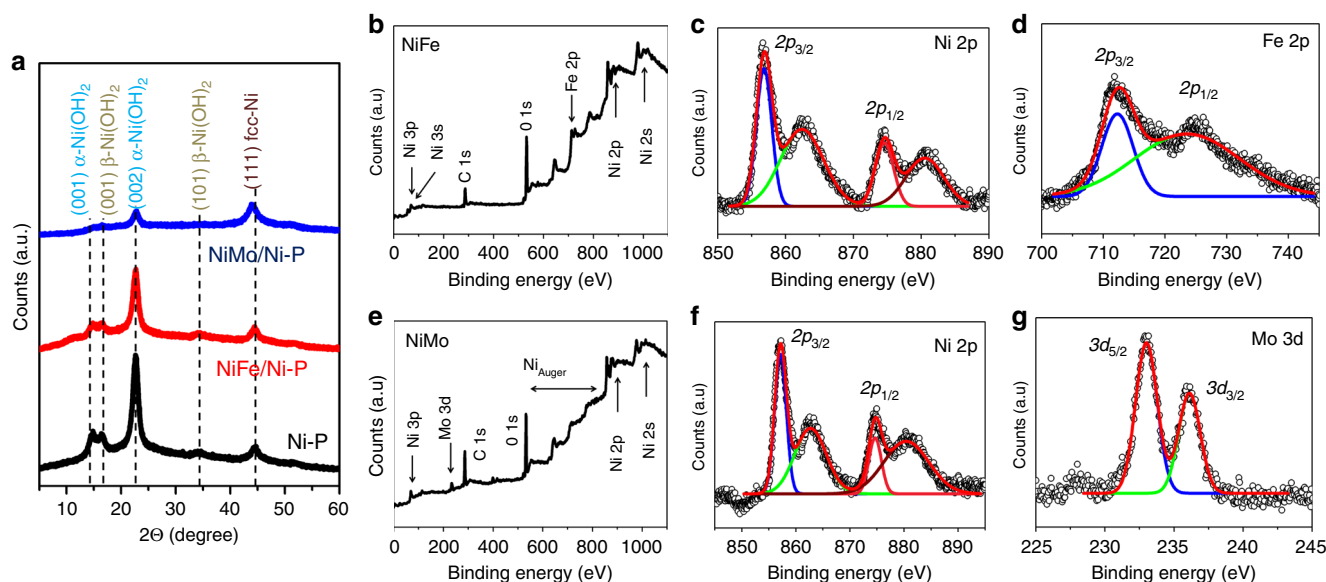 a
(001) α-Ni(OH)2
(001) β-Ni(OH)2
(002) α-Ni(OH)2
(101) β-Ni(OH)2
(111) fcc-Ni
NiMo/Ni-P
NiFe/Ni-P
Ni-P
Counts (a.u.)
10 20 30 40 50 60
2Θ (degree)
b
NiFe
Ni 3p
Ni 3s
C 1s
0 1s
Fe 2p
Ni 2p
Ni 2s
Counts (a.u)
0 200 400 600 800 1000
Binding energy (eV)
c
Ni 2p
2p3/2
2p1/2
Counts (a.u)
850 860 870 880 890
Binding energy (eV)
d
Fe 2p
2p3/2
2p1/2
Counts (a.u)
700 710 720 730 740
Binding energy (eV)
e
NiMo
Ni 3p
Mo 3d
C 1s
0 1s
NiAuger
Ni 2p
Ni 2s
Counts (a.u)
0 200 400 600 800 1000
Binding energy (eV)
f
Ni 2p
2p3/2
2p1/2
Counts (a.u)
850 860 870 880 890
Binding energy (eV)
g
Mo 3d
3d5/2
3d3/2
Counts (a.u)
225 230 235 240 245
Binding energy (eV)